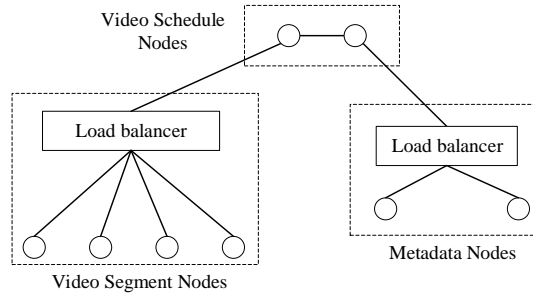 Video Schedule
Nodes
Load balancer
Load balancer
Video Segment Nodes
Metadata Nodes